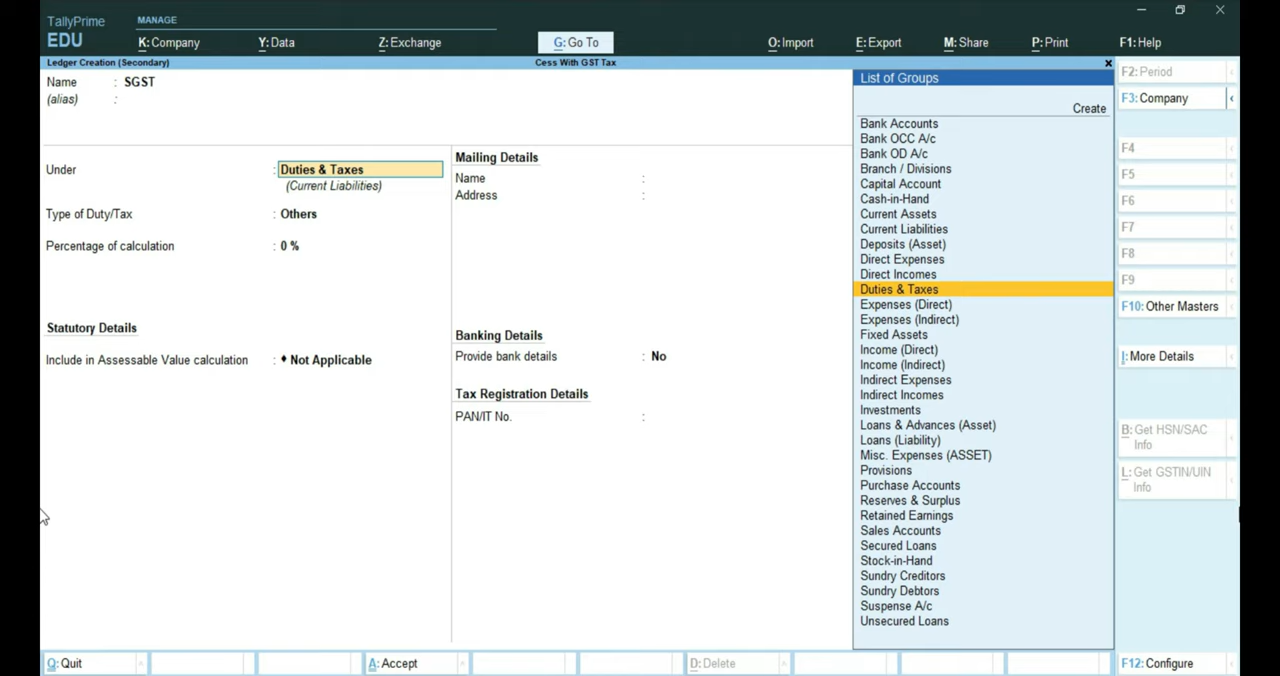 TallyPrime
EDU
MANAGE
K: Company
Y: Data
Z: Exchange
G: Go To
O: Import
E: Export
M: Share
P: Print
F1: Help
Ledger Creation (Secondary)
Cess With GST Tax
Name : SGST
(alias) :
Under : Duties & Taxes
(Current Liabilities)
Type of Duty/Tax : Others
Percentage of calculation : 0 %
Statutory Details
Include in Assessable Value calculation : ♦ Not Applicable
Mailing Details
Name :
Address :
Banking Details
Provide bank details : No
Tax Registration Details
PAN/IT No. :
List of Groups
Create
Bank Accounts
Bank OCC A/c
Bank OD A/c
Branch / Divisions
Capital Account
Cash-in-Hand
Current Assets
Current Liabilities
Deposits (Asset)
Direct Expenses
Direct Incomes
Duties & Taxes
Expenses (Direct)
Expenses (Indirect)
Fixed Assets
Income (Direct)
Income (Indirect)
Indirect Expenses
Indirect Incomes
Investments
Loans & Advances (Asset)
Loans (Liability)
Misc. Expenses (ASSET)
Provisions
Purchase Accounts
Reserves & Surplus
Retained Earnings
Sales Accounts
Secured Loans
Stock-in-Hand
Sundry Creditors
Sundry Debtors
Suspense A/c
Unsecured Loans
F2: Period
F3: Company
F4
F5
F6
F7
F8
F9
F10: Other Masters
I: More Details
B: Get HSN/SAC
Info
L: Get GSTIN/UIN
Info
Q: Quit
A: Accept
D: Delete
F12: Configure